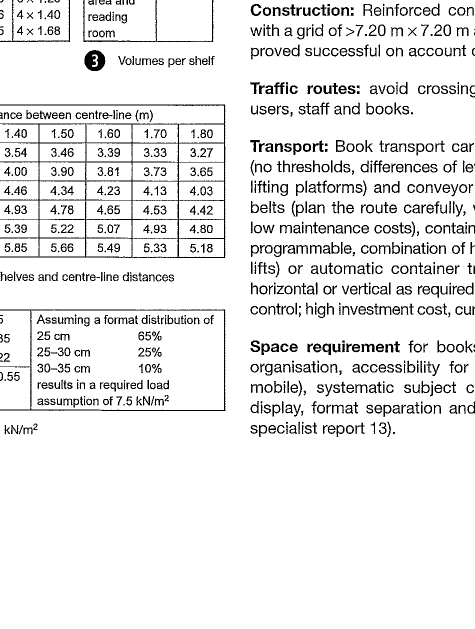 6 × 1.20
4 × 1.40
4 × 1.68
area and
reading
room
3 Volumes per shelf
ance between centre-line (m)
1.40 1.50 1.60 1.70 1.80
3.54 3.46 3.39 3.33 3.27
4.00 3.90 3.81 3.73 3.65
4.46 4.34 4.23 4.13 4.03
4.93 4.78 4.65 4.53 4.42
5.39 5.22 5.07 4.93 4.80
5.85 5.66 5.49 5.33 5.18
helves and centre-line distances
Assuming a format distribution of
25 cm 65%
25–30 cm 25%
30–35 cm 10%
results in a required load
assumption of 7.5 kN/m²
5
35
22
0.55
kN/m²
Construction: Reinforced con
with a grid of >7.20 m × 7.20 m a
proved successful on account o
Traffic routes: avoid crossing
users, staff and books.
Transport: Book transport car
(no thresholds, differences of le
lifting platforms) and conveyor
belts (plan the route carefully, v
low maintenance costs), contain
programmable, combination of h
lifts) or automatic container tr
horizontal or vertical as required
control; high investment cost, cur
Space requirement for books
organisation, accessibility for
mobile), systematic subject c
display, format separation and
specialist report 13).